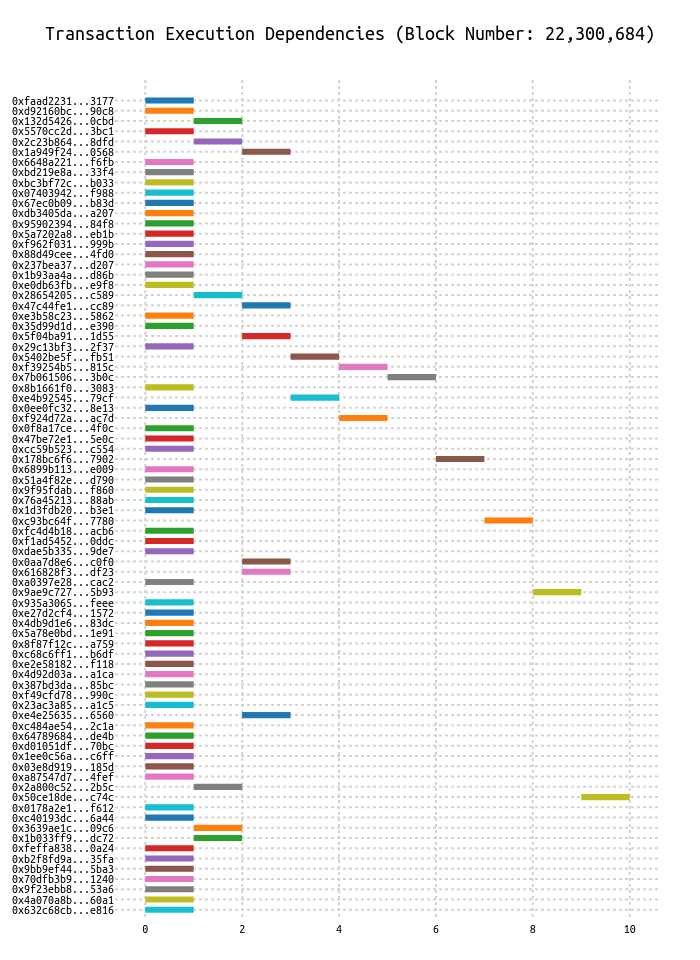 Transaction Execution Dependencies (Block Number: 22,300,684)
0xfaad2231...3177
0xd92160bc...90c8
0x132d5426...0cbd
0x5570cc2d...3bc1
0x2c23b864...8dfd
0x1a949f24...0568
0x6648a221...f6fb
0xbd219e8a...33f4
0xbc3bf72c...b033
0x07403942...f988
0x67ec0b09...b83d
0xdb3405da...a207
0x95902394...84f8
0x5a7202a8...eb1b
0xf962f031...999b
0x88d49cee...4fd0
0x237bea37...d207
0x1b93aa4a...d86b
0xe0db63fb...e9f8
0x28654205...c589
0x47c44fe1...cc89
0xe3b58c23...5862
0x35d99d1d...e390
0x5f04ba91...1d55
0x29c13bf3...2f37
0x5402be5f...fb51
0xf39254b5...815c
0x7b061506...3b0c
0x8b1661f0...3083
0xe4b92545...79cf
0x0ee0fc32...8e13
0xf924d72a...ac7d
0x0f8a17ce...4f0c
0x47be72e1...5e0c
0xcc59b523...c554
0x178bc6f6...7902
0x6899b113...e009
0x51a4f82e...d790
0x9f95fdab...f860
0x76a45213...88ab
0x1d3fdb20...b3e1
0xc93bc64f...7780
0xfc4d4b18...acb6
0xf1ad5452...0ddc
0xdae5b335...9de7
0x0aa7d8e6...c0f0
0x616828f3...df23
0xa0397e28...cac2
0x9ae9c727...5b93
0x935a3065...feee
0xe27d2cf4...1572
0x4db9d1e6...83dc
0x5a78e0bd...1e91
0x8f87f12c...a759
0xc68c6ff1...b6df
0xe2e58182...f118
0x4d92d03a...a1ca
0x387bd3da...85bc
0xf49cfd78...990c
0x23ac3a85...a1c5
0xe4e25635...6560
0xc484ae54...2c1a
0x64789684...de4b
0xd01051df...70bc
0x1ee0c56a...c6ff
0x03e8d919...185d
0xa87547d7...4fef
0x2a800c52...2b5c
0x50ce18de...c74c
0x0178a2e1...f612
0xc40193dc...6a44
0x3639ae1c...09c6
0x1b033ff9...dc72
0xfeffa838...0a24
0xb2f8fd9a...35fa
0x9bb9ef44...5ba3
0x70dfb3b9...1240
0x9f23ebb8...53a6
0x4a070a8b...60a1
0x632c68cb...e816
0 2 4 6 8 10